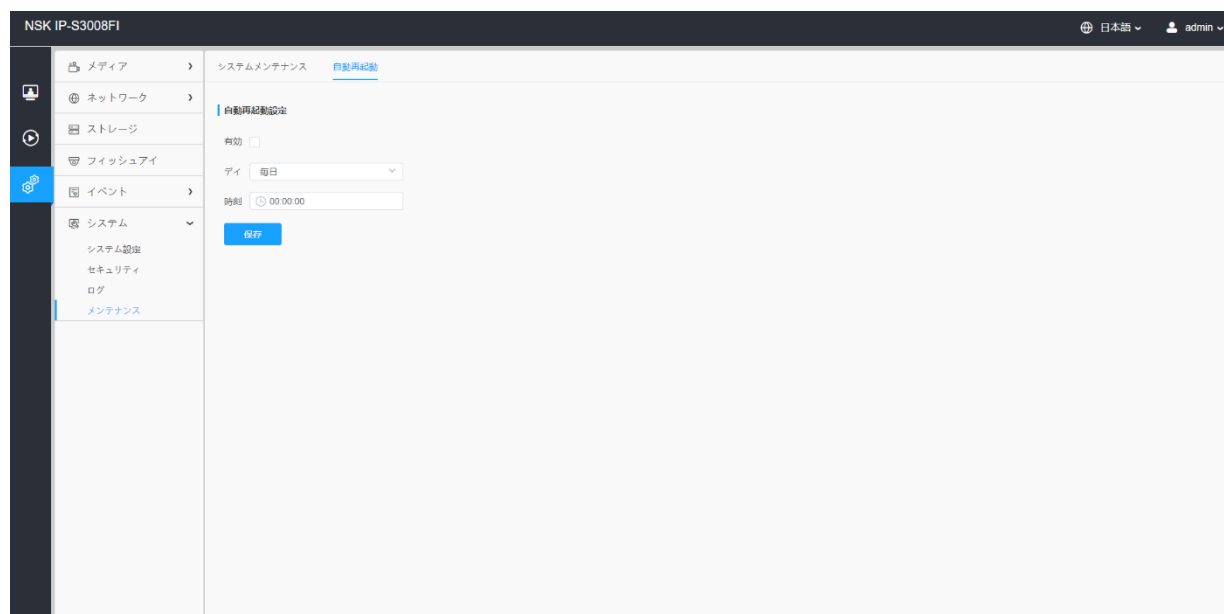 NSK IP-S3008FI
日本語
admin
メディア
ネットワーク
ストレージ
フィッシュアイ
イベント
システム
システム設定
セキュリティ
ログ
メンテナンス
システムメンテナンス 自動再起動
自動再起動設定
有効
ディ 毎日
時刻 00:00:00
保存